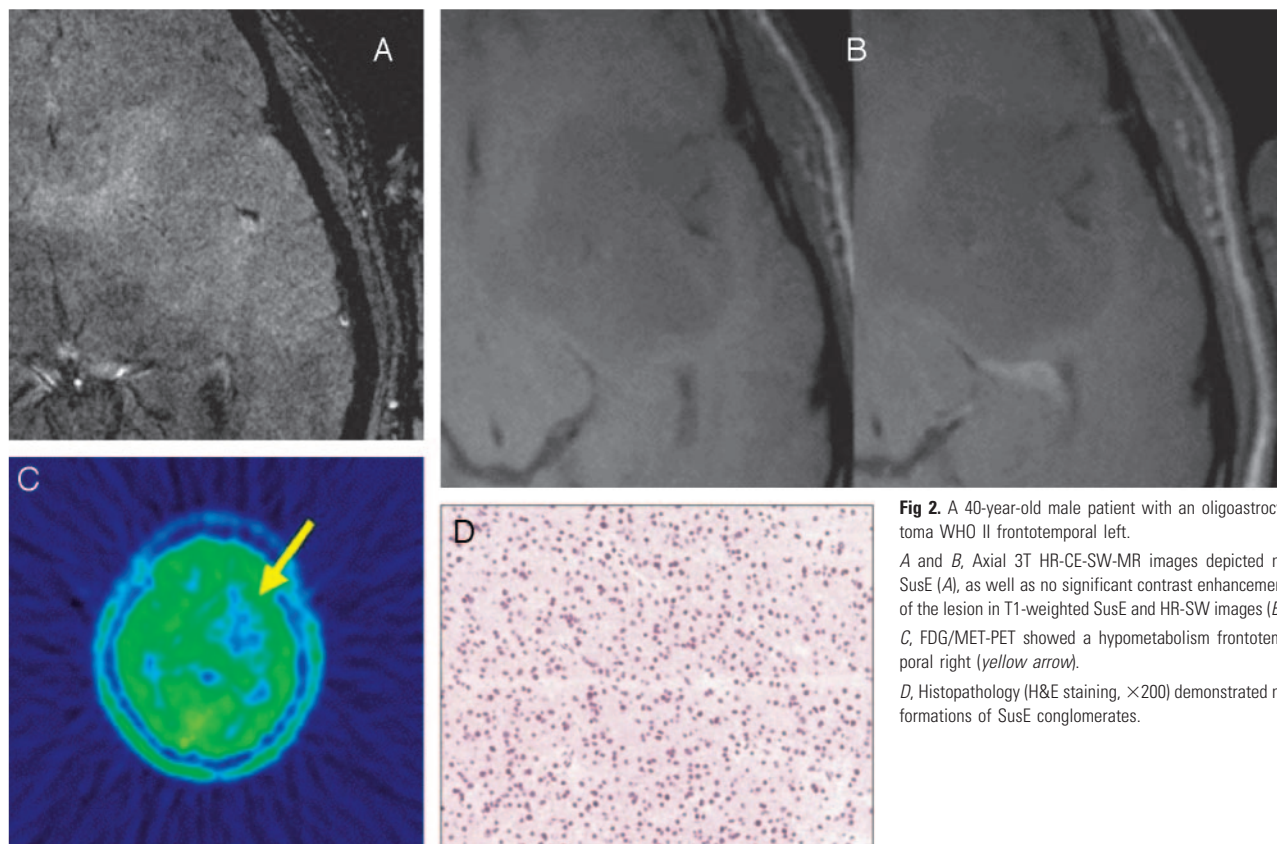 A
B
C
D
Fig 2. A 40-year-old male patient with an oligoastrocy-
toma WHO II frontotemporal left.
A and B, Axial 3T HR-CE-SW-MR images depicted
SusE (A), as well as no significant contrast enhancemen
of the lesion in T1-weighted SusE and HR-SW images (B
C, FDG/MET-PET showed a hypometabolism frontotem-
poral right (yellow arrow).
D, Histopathology (H&E staining, ×200) demonstrated
formations of SusE conglomerates.